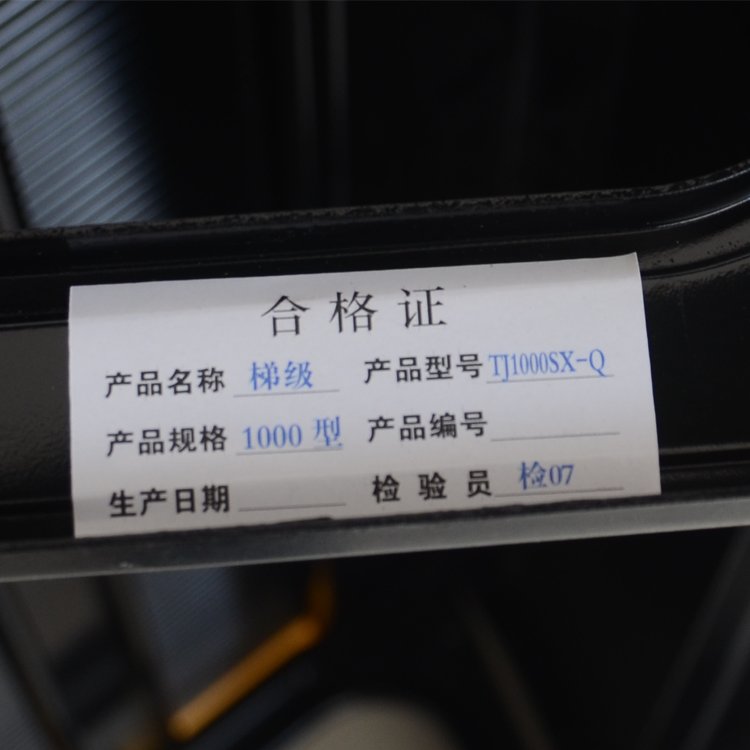 合格证
产品名称 梯级 产品型号 TJ1000SX-Q
产品规格 1000 型 产品编号
生产日期 检验员 检07